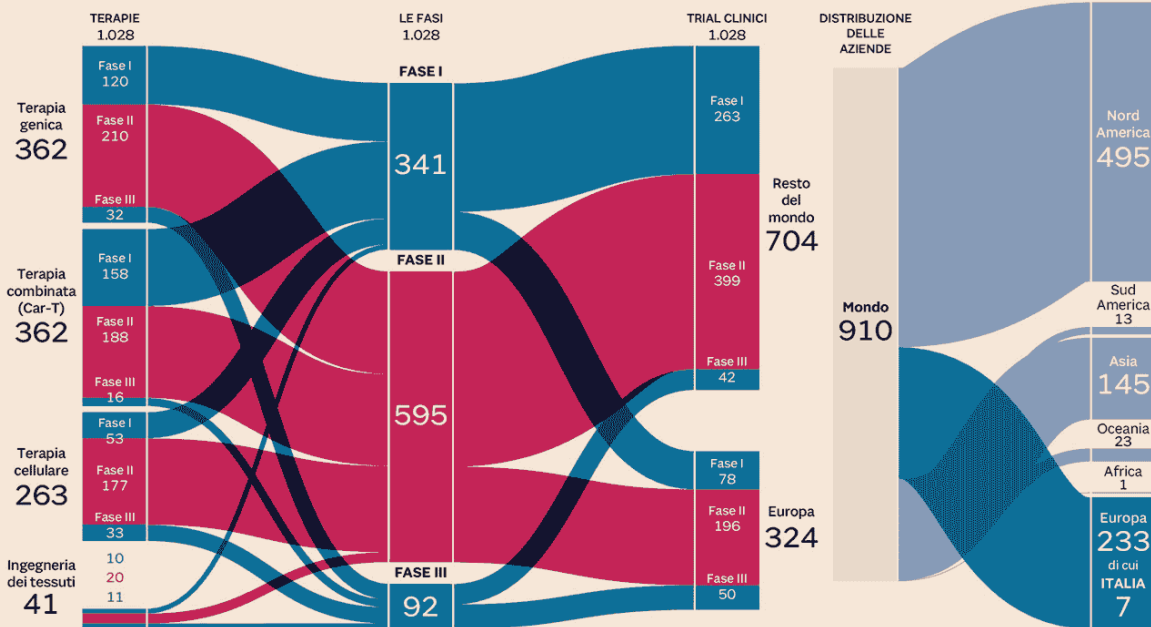 TERAPIE
1.028
Terapia
genica
362
Fase I
120
Fase II
210
Fase III
32
Terapia
combinata
(Car-T)
362
Fase I
158
Fase II
188
Fase III
16
Terapia
cellulare
263
Fase I
53
Fase II
177
Fase III
33
Ingegneria
dei tessuti
41
10
20
11
LE FASI
1.028
FASE I
341
FASE II
595
FASE III
92
TRIAL CLINICI
1.028
Fase I
263
Fase II
399
Fase III
42
Resto
del
mondo
704
Fase I
78
Fase II
196
Fase III
50
Europa
324
DISTRIBUZIONE
DELLE
AZIENDE
Mondo
910
Nord
America
495
Sud
America
13
Asia
145
Oceania
23
Africa
1
Europa
233
di cui
ITALIA
7